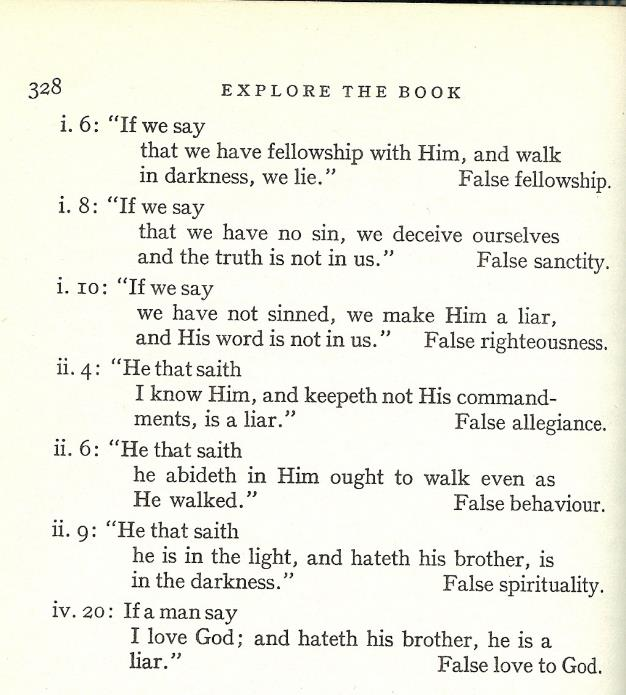 328 EXPLORE THE BOOK
i. 6: "If we say
that we have fellowship with Him, and walk
in darkness, we lie." False fellowship.
i. 8: "If we say
that we have no sin, we deceive ourselves
and the truth is not in us." False sanctity.
i. 10: "If we say
we have not sinned, we make Him a liar,
and His word is not in us." False righteousness.
ii. 4: "He that saith
I know Him, and keepeth not His command-
ments, is a liar." False allegiance.
ii. 6: "He that saith
he abideth in Him ought to walk even as
He walked." False behaviour.
ii. 9: "He that saith
he is in the light, and hateth his brother, is
in the darkness." False spirituality.
iv. 20: If a man say
I love God; and hateth his brother, he is a
liar." False love to God.